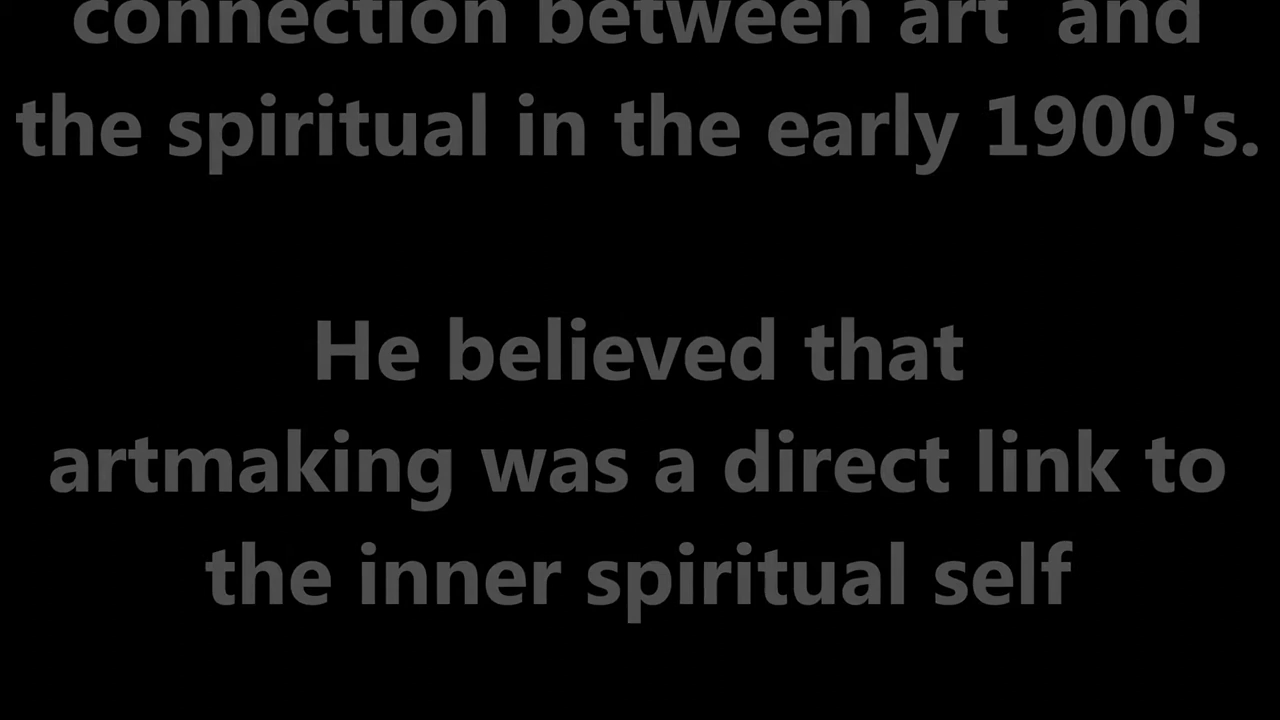 connection between art  and
the spiritual in the early 1900's.
He believed that
artmaking was a direct link to
the inner spiritual self